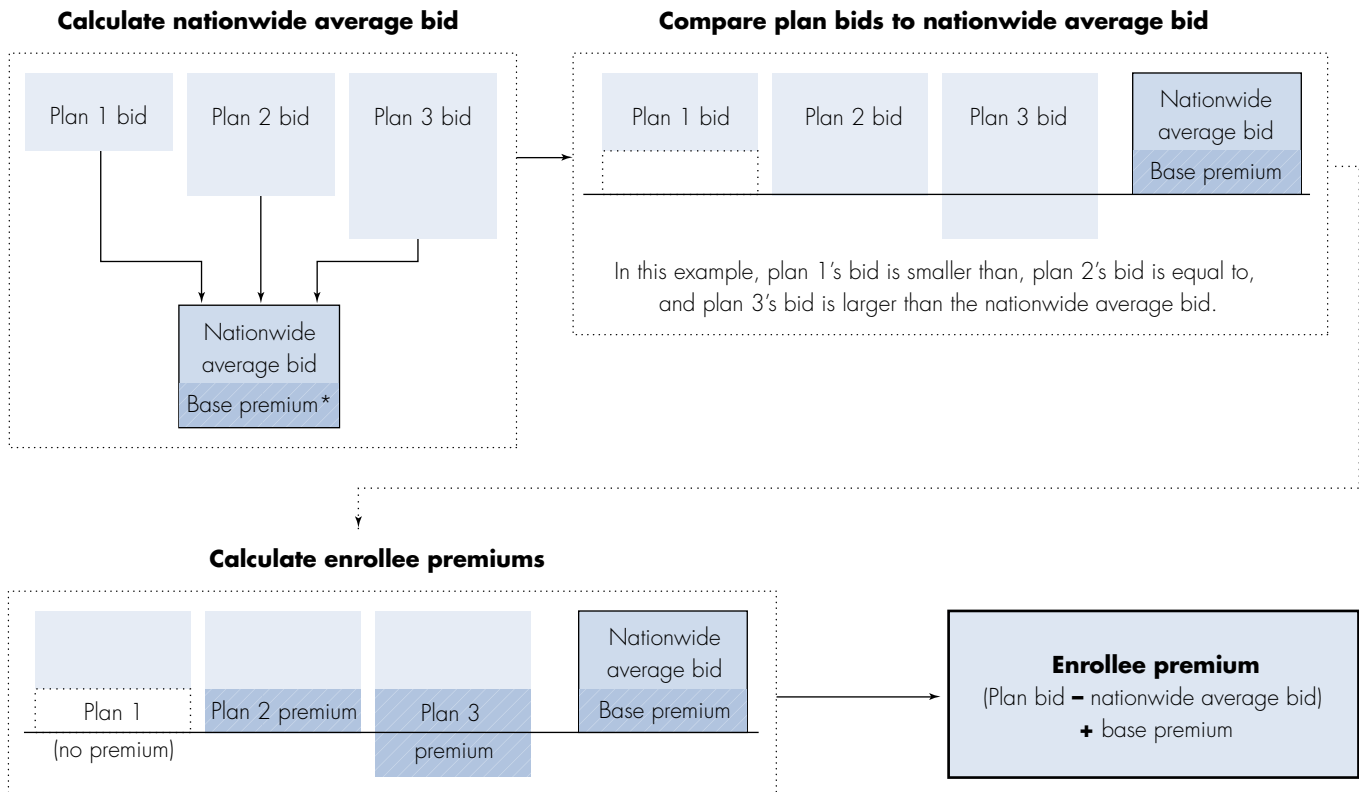 Calculate nationwide average bid
Plan 1 bid
Plan 2 bid
Plan 3 bid
Nationwide
average bid
Base premium*
Compare plan bids to nationwide average bid
Plan 1 bid
Plan 2 bid
Plan 3 bid
Nationwide
average bid
Base premium
In this example, plan 1’s bid is smaller than, plan 2’s bid is equal to,
and plan 3’s bid is larger than the nationwide average bid.
Calculate enrollee premiums
Plan 1
(no premium)
Plan 2 premium
Plan 3
premium
Nationwide
average bid
Base premium
Enrollee premium
(Plan bid – nationwide average bid)
+ base premium